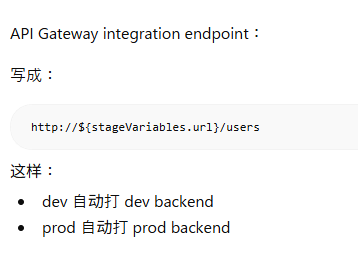 API Gateway integration endpoint：
写成：
http://${stageVariables.url}/users
这样：
• dev 自动打 dev backend
• prod 自动打 prod backend